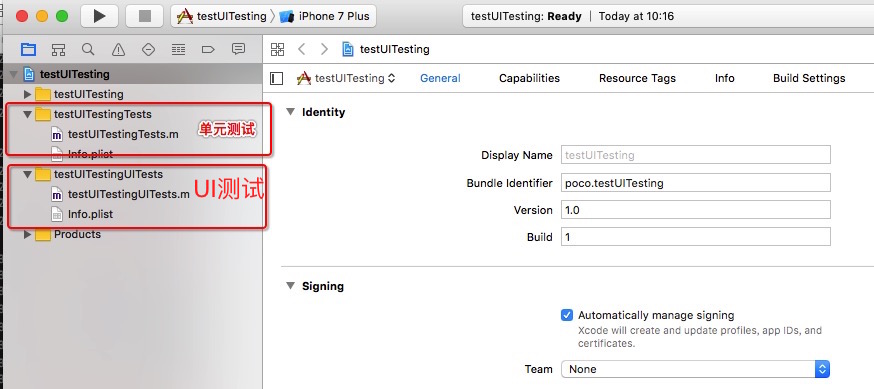 testUITesting
iPhone 7 Plus
testUITesting: Ready
Today at 10:16
testUITesting
testUITesting
testUITestingTests
testUITestingTests.m
单元测试
Info.plist
testUITestingUITests
testUITestingUITests.m
UI测试
Info.plist
Products
testUITesting
testUITesting
General
Capabilities
Resource Tags
Info
Build Settings
Identity
Display Name
testUITesting
Bundle Identifier
poco.testUITesting
Version
1.0
Build
1
Signing
Automatically manage signing
Xcode will create and update profiles, app IDs, and
certificates.
Team
None